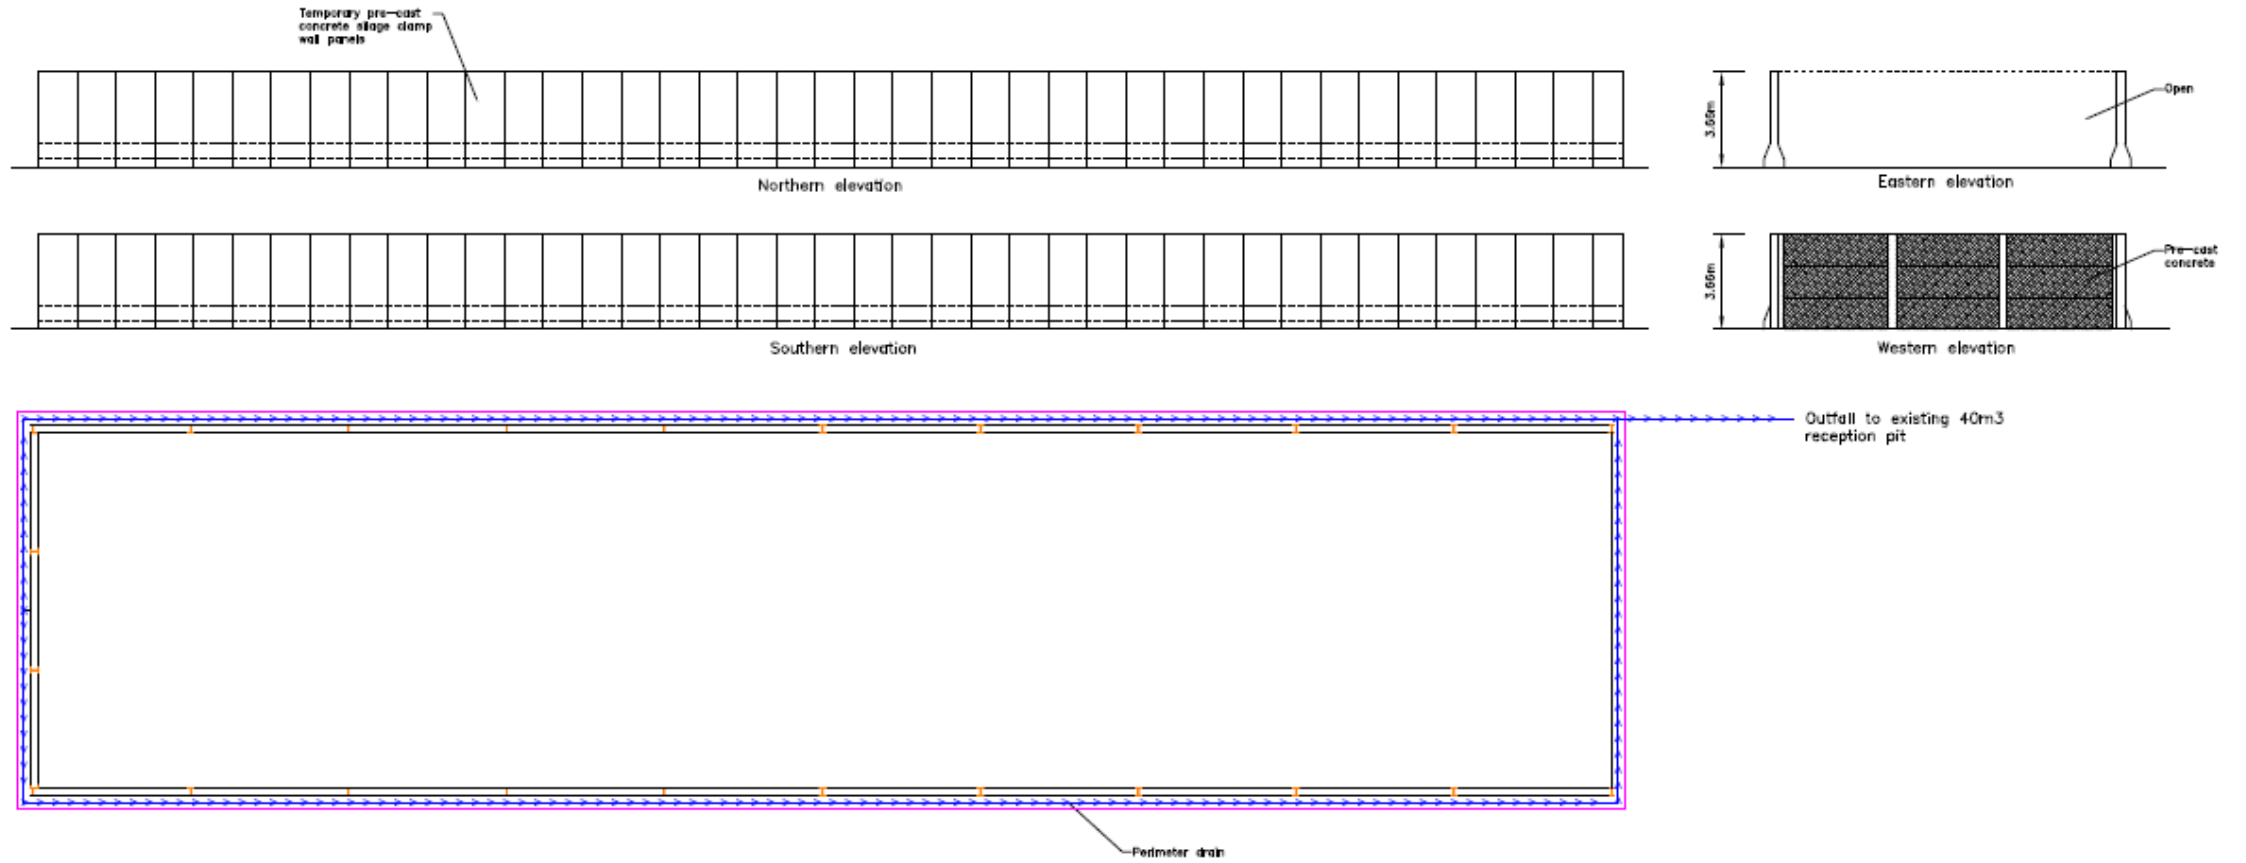 Temporary pre-cast
concrete silage clamp
wall panels
3.66m
Open
Northern elevation
Eastern elevation
3.66m
Pre-cast
concrete
Southern elevation
Western elevation
Outfall to existing 40m3
reception pit
Perimeter drain